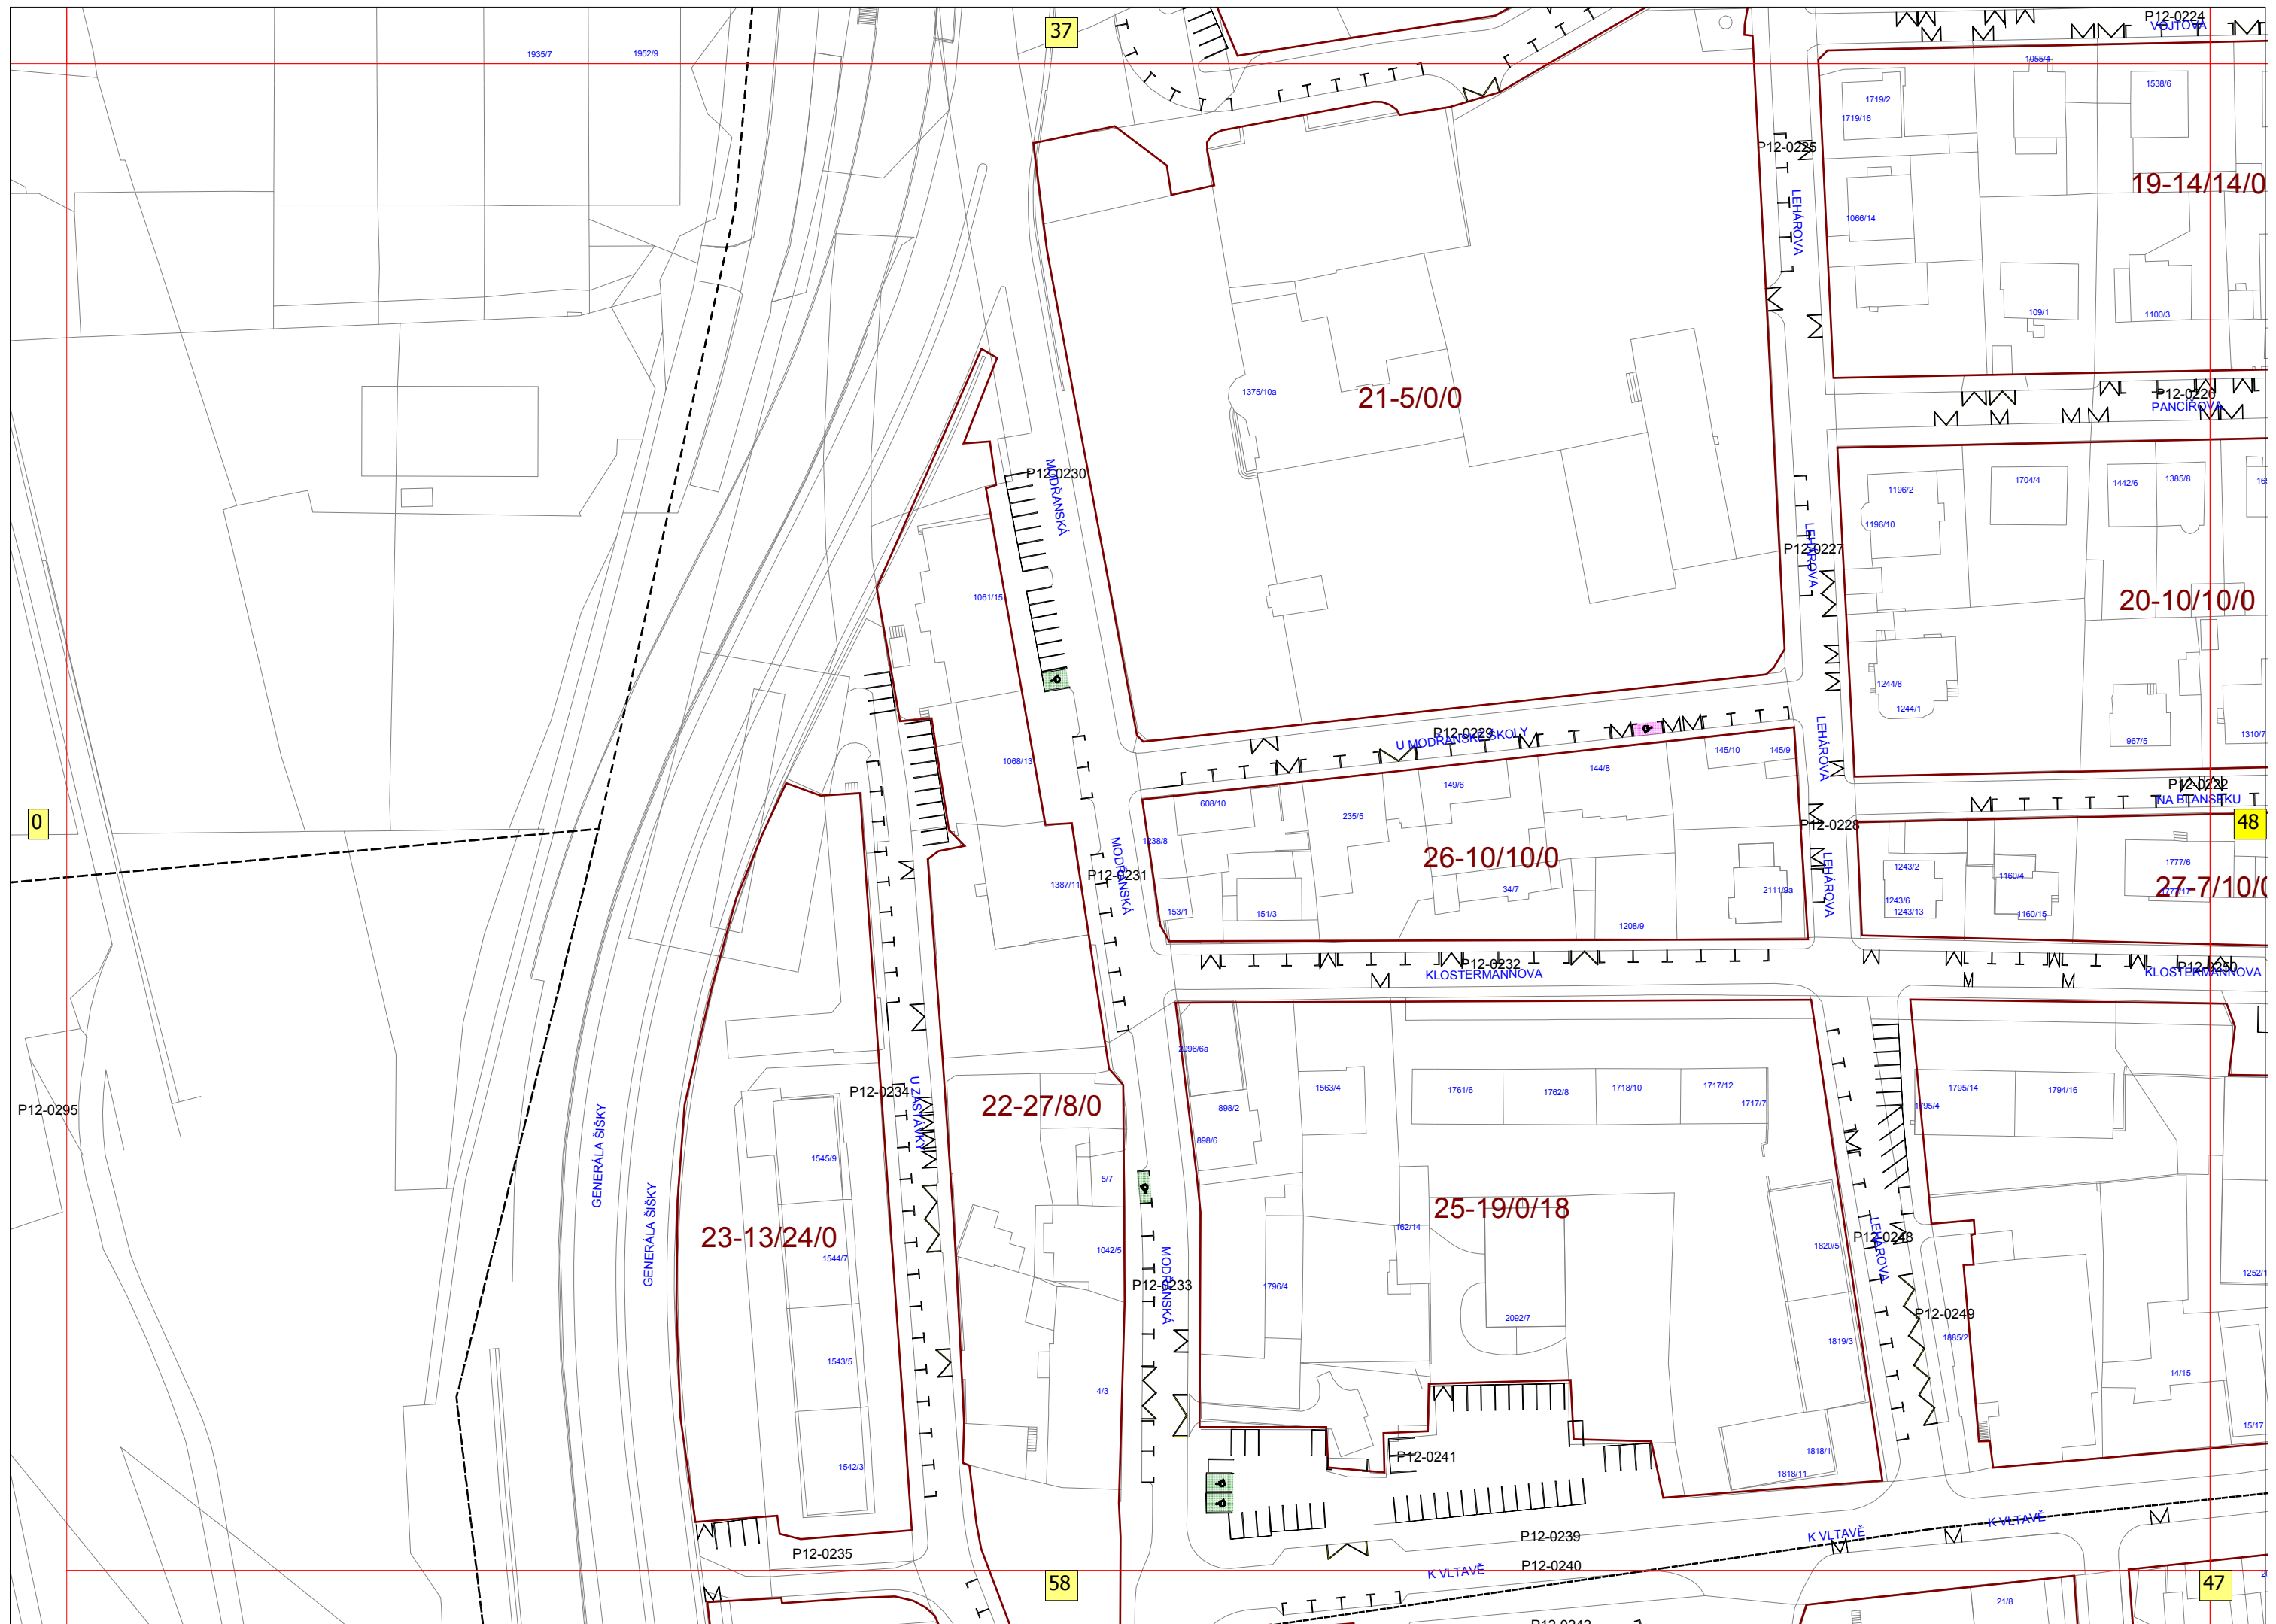 37
P12-0224
VOJTOVA
1935/7
1952/9
1055/4
1719/2
1538/6
1719/16
P12-0225
19-14/14/0
LEHÁROVA
1066/14
109/1
1100/3
1375/10a
21-5/0/0
P12-0226
PANCÍŘOVA
P12-0230
MODŘANSKÁ
1196/2
1704/4
1442/6
1385/8
1196/10
P12-0227
LEHÁROVA
1061/15
20-10/10/0
1244/8
1244/1
P12-0229
U MODŘANSKÉ ŠKOLY
LEHÁROVA
967/5
1310/7
1068/13
145/10
145/9
144/8
149/6
P12-0222
NA BLANSEKU
608/10
235/5
0
48
P12-0228
1238/8
MODŘANSKÁ
26-10/10/0
1243/2
1160/4
1777/6
P12-0231
1387/11
34/7
2111/9a
LEHÁROVA
27-7/10/0
1777/17
1243/6
1243/13
1160/15
153/1
151/3
1208/9
P12-0232
KLOSTERMANNOVA
P12-0250
KLOSTERMANNOVA
2096/6a
P12-0295
GENERÁLA ŠIŠKY
P12-0234
U ZASTÁVKY
22-27/8/0
1563/4
1761/6
1762/8
1718/10
1717/12
1717/7
1795/14
1794/16
1795/4
898/2
898/6
1545/9
5/7
GENERÁLA ŠIŠKY
23-13/24/0
25-19/0/18
162/14
P12-0248
LEHÁROVA
1820/5
1544/7
1042/5
MODŘANSKÁ
P12-0233
1796/4
1252/1
2092/7
P12-0249
1885/2
1819/3
1543/5
4/3
14/15
15/17
1542/3
P12-0241
1818/1
1818/11
P12-0239
K VLTAVĚ
K VLTAVĚ
P12-0235
P12-0240
K VLTAVĚ
58
47
21/8